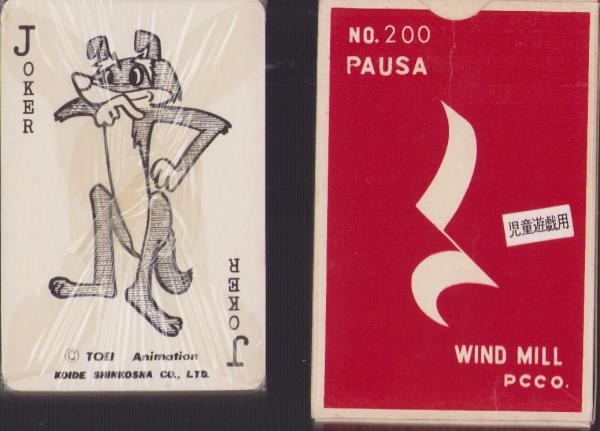 JOKER
© TOEI Animation
KOIDE SHINKOSHA CO., LTD.
JOKER
NO. 200
PAUSA
児童遊戯用
WIND MILL
PCCO.